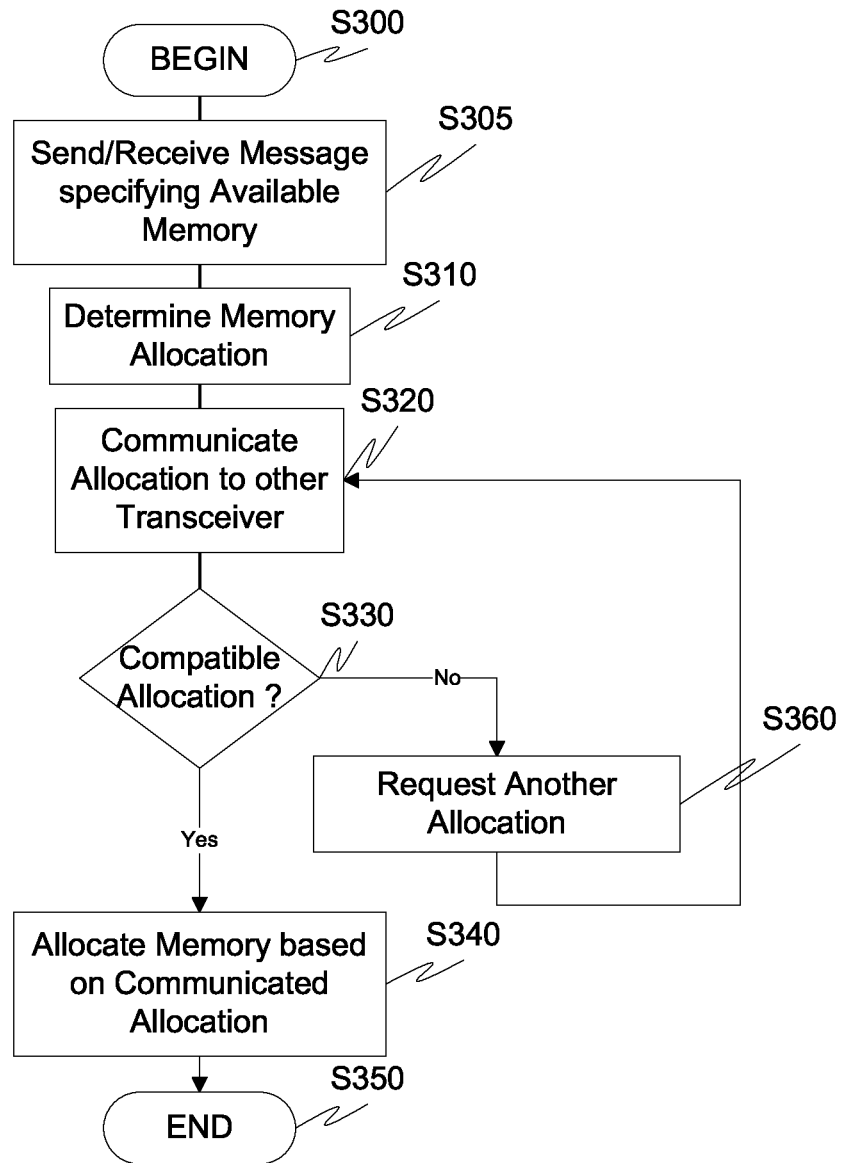 S300
BEGIN
S305
Send/Receive Message
specifying Available
Memory
S310
Determine Memory
Allocation
S320
Communicate
Allocation to other
Transceiver
S330
Compatible
Allocation ?
No
S360
Request Another
Allocation
Yes
S340
Allocate Memory based
on Communicated
Allocation
S350
END